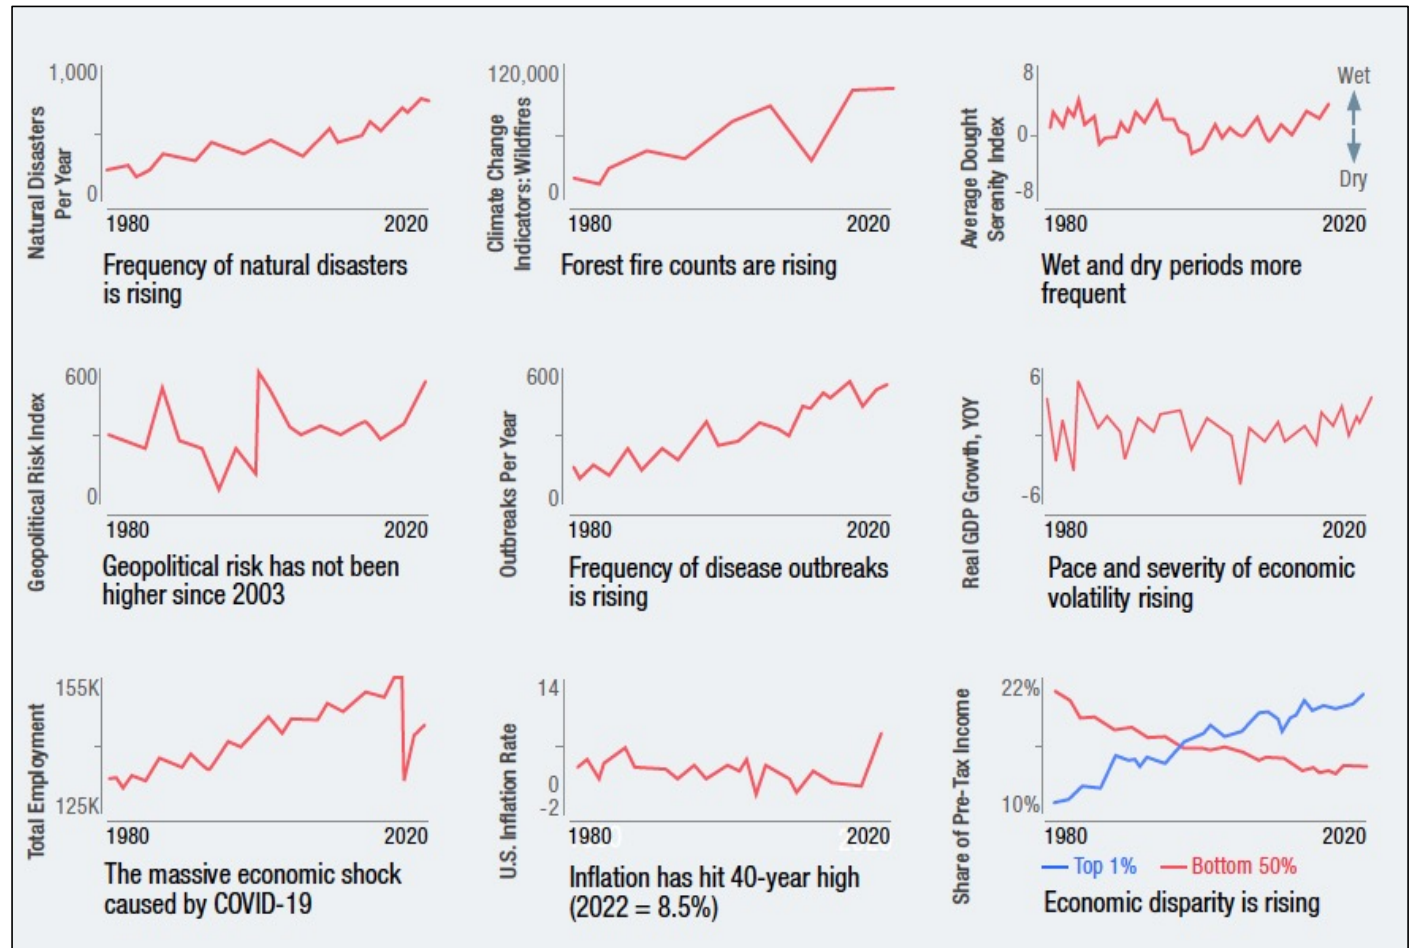 1,000
0
Natural Disasters
Per Year
1980
2020
Frequency of natural disasters
is rising
120,000
0
Climate Change
Indicators: Wildfires
1980
2020
Forest fire counts are rising
8
0
-8
Average Dought
Serenity Index
Wet
Dry
1980
2020
Wet and dry periods more
frequent
600
0
Geopolitical Risk Index
1980
2020
Geopolitical risk has not been
higher since 2003
600
0
Outbreaks Per Year
1980
2020
Frequency of disease outbreaks
is rising
6
-6
Real GDP Growth, YOY
1980
2020
Pace and severity of economic
volatility rising
155K
125K
Total Employment
1980
2020
The massive economic shock
caused by COVID-19
14
0
-2
U.S. Inflation Rate
1980
2020
Inflation has hit 40-year high
(2022 = 8.5%)
22%
10%
Share of Pre-Tax Income
1980
2020
Top 1%
Bottom 50%
Economic disparity is rising